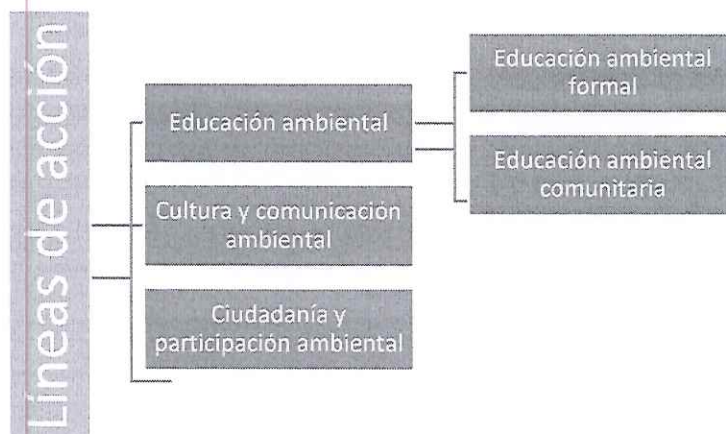 Líneas de acción
Educación ambiental
Cultura y comunicación
ambiental
Ciudadanía y
participación ambiental
Educación ambiental
formal
Educación ambiental
comunitaria